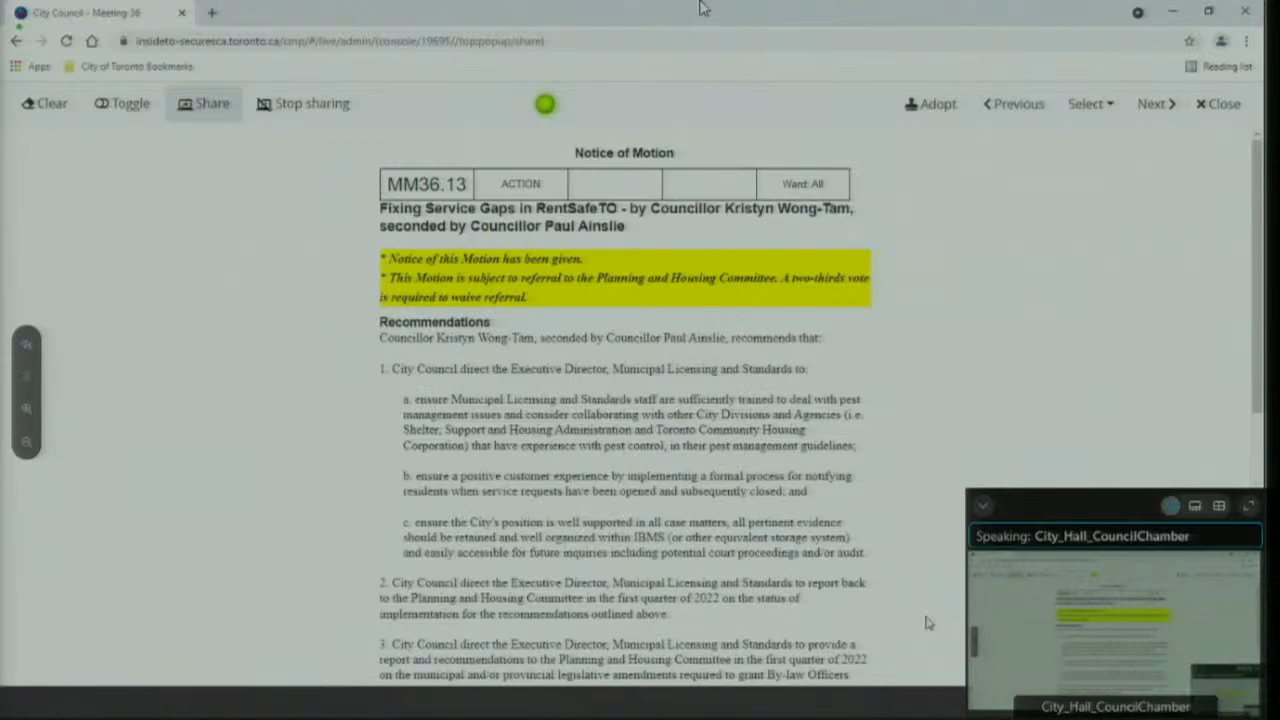 City Council - Meeting 36
insideto-securesca.toronto.ca/cmp/#/live/admin/(console/19695//top:popup/share)
Apps City of Toronto Bookmarks
Reading list
Clear Toggle Share Stop sharing Adopt Previous Select Next Close
Notice of Motion
MM36.13 ACTION Ward: All
Fixing Service Gaps in RentSafeTO - by Councillor Kristyn Wong-Tam,
seconded by Councillor Paul Ainslie
* Notice of this Motion has been given.
* This Motion is subject to referral to the Planning and Housing Committee. A two-thirds vote
is required to waive referral.
Recommendations
Councillor Kristyn Wong-Tam, seconded by Councillor Paul Ainslie, recommends that:
1. City Council direct the Executive Director, Municipal Licensing and Standards to:
a. ensure Municipal Licensing and Standards staff are sufficiently trained to deal with pest
management issues and consider collaborating with other City Divisions and Agencies (i.e.
Shelter, Support and Housing Administration and Toronto Community Housing
Corporation) that have experience with pest control, in their pest management guidelines;
b. ensure a positive customer experience by implementing a formal process for notifying
residents when service requests have been opened and subsequently closed; and
c. ensure the City's position is well supported in all case matters, all pertinent evidence
should be retained and well organized within IBMS (or other equivalent storage system)
and easily accessible for future inquiries including potential court proceedings and/or audit.
2. City Council direct the Executive Director, Municipal Licensing and Standards to report back
to the Planning and Housing Committee in the first quarter of 2022 on the status of
implementation for the recommendations outlined above.
3. City Council direct the Executive Director, Municipal Licensing and Standards to provide a
report and recommendations to the Planning and Housing Committee in the first quarter of 2022
on the municipal and/or provincial legislative amendments required to grant By-law Officers
Speaking: City_Hall_CouncilChamber
City_Hall_CouncilChamber